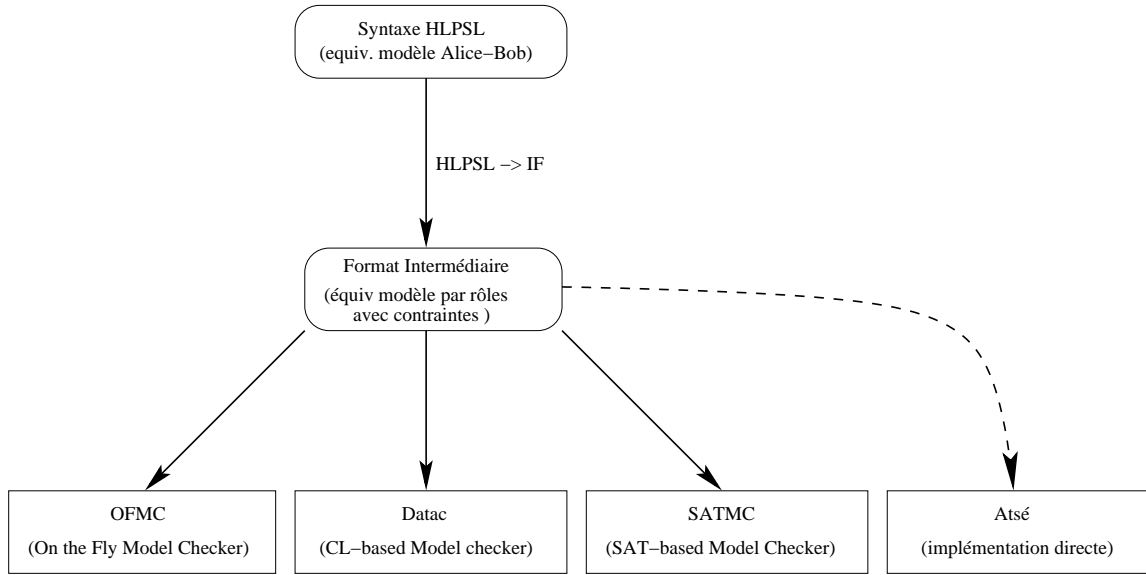 Syntaxe HLPSL
(equiv. modèle Alice−Bob)
HLPSL −> IF
Format Intermédiaire
(équiv modèle par rôles
avec contraintes )
OFMC
(On the Fly Model Checker)
Datac
(CL−based Model checker)
SATMC
(SAT−based Model Checker)
Atsé
(implémentation directe)